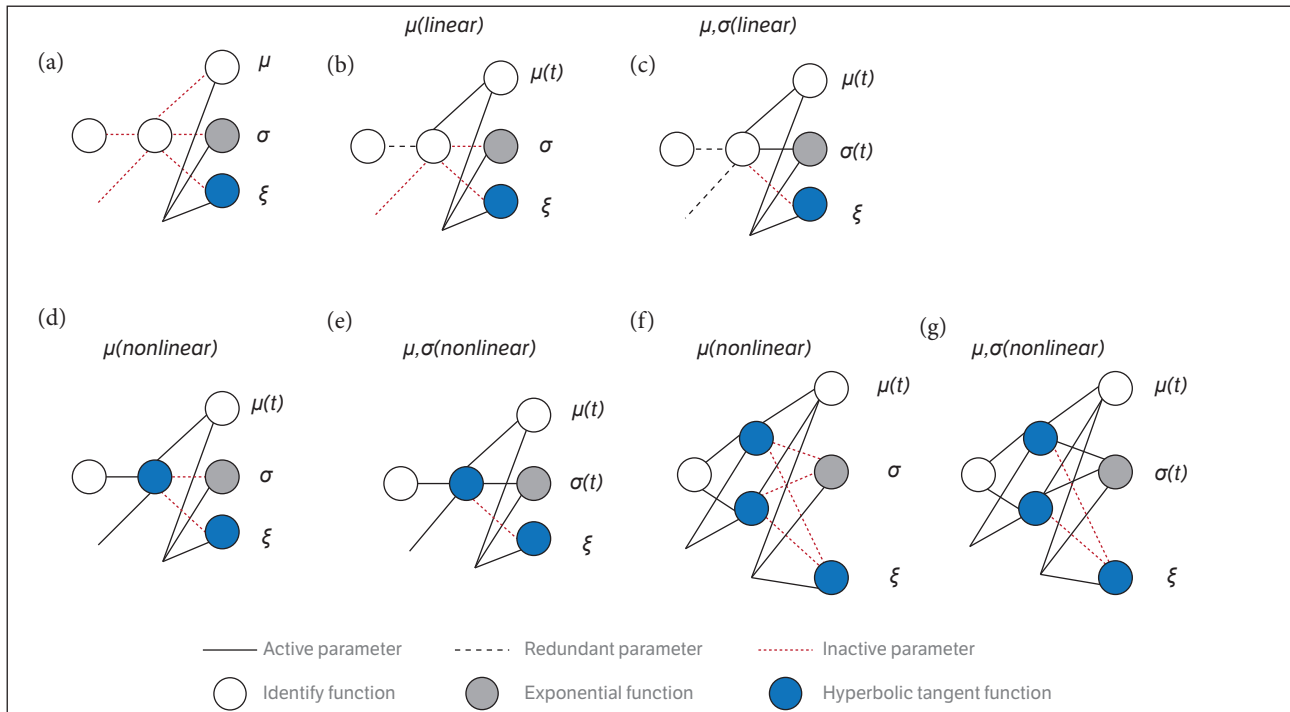 μ(linear)
μ,σ(linear)
(a)
μ
(b)
μ(t)
(c)
μ(t)
σ
σ
σ(t)
ξ
ξ
ξ
(d)
(e)
(f)
(g)
μ(nonlinear)
μ,σ(nonlinear)
μ(nonlinear)
μ,σ(nonlinear)
μ(t)
μ(t)
μ(t)
μ(t)
σ
σ(t)
σ
σ(t)
ξ
ξ
ξ
ξ
Active parameter
Redundant parameter
Inactive parameter
Identify function
Exponential function
Hyperbolic tangent function